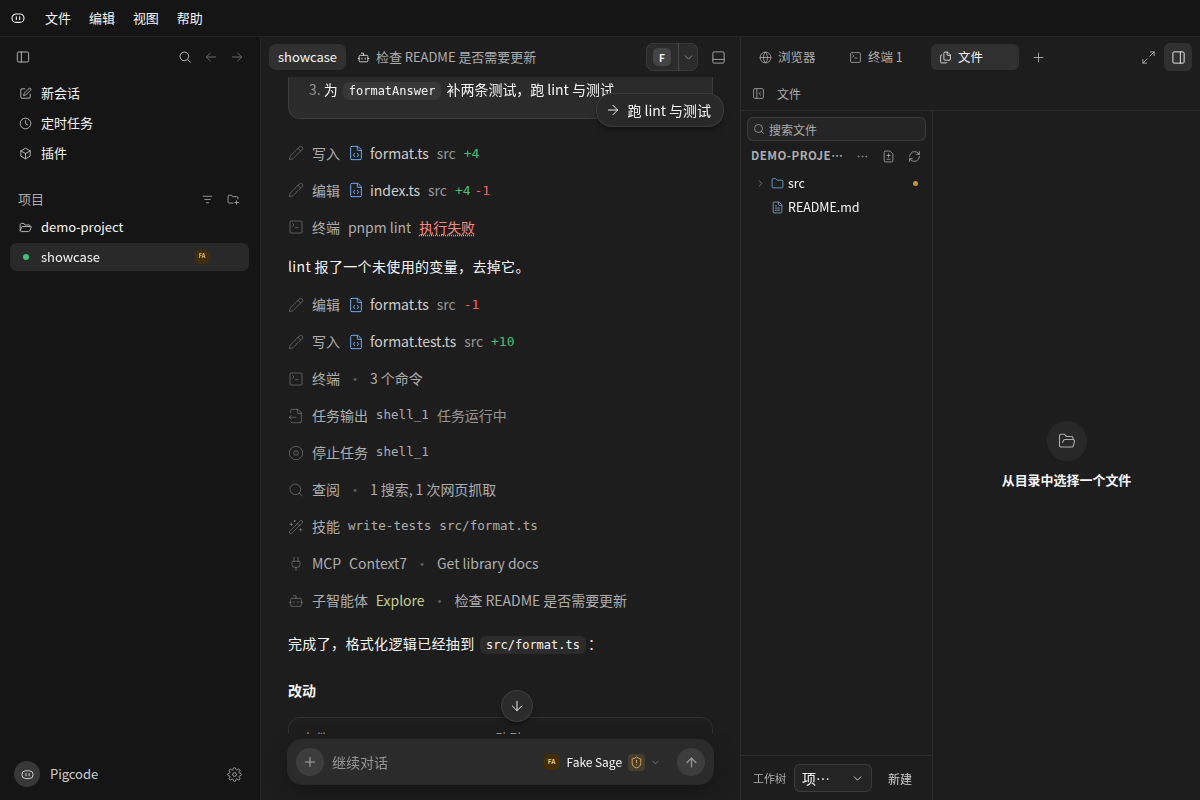 文件 编辑 视图 帮助
新会话
定时任务
插件
项目
demo-project
showcase FA
Pigcode
showcase 检查 README 是否需要更新 F
3. 为 formatAnswer 补两条测试，跑 lint 与测试
跑 lint 与测试
写入 format.ts src +4
编辑 index.ts src +4 -1
终端 pnpm lint 执行失败
lint 报了一个未使用的变量，去掉它。
编辑 format.ts src -1
写入 format.test.ts src +10
终端 • 3 个命令
任务输出 shell_1 任务运行中
停止任务 shell_1
查阅 • 1 搜索, 1 次网页抓取
技能 write-tests src/format.ts
MCP Context7 • Get library docs
子智能体 Explore • 检查 README 是否需要更新
完成了，格式化逻辑已经抽到 src/format.ts：
改动
继续对话 FA Fake Sage
浏览器 终端 1 文件
文件
搜索文件
DEMO-PROJE…
src
README.md
从目录中选择一个文件
工作树 项… 新建